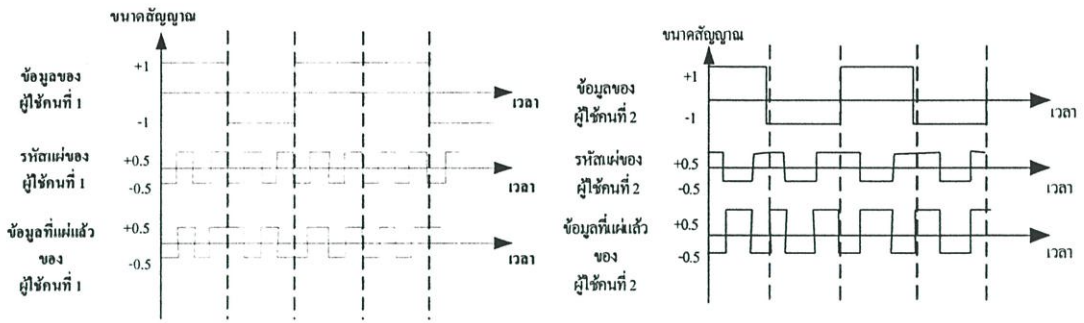 ขนาดสัญญาณ
ข้อมูลของ
ผู้ใช้คนที่ 1
+1
-1
เวลา
รหัสแผ่ของ
ผู้ใช้คนที่ 1
+0.5
-0.5
เวลา
ข้อมูลที่แผ่แล้ว
ของ
ผู้ใช้คนที่ 1
+0.5
-0.5
เวลา
ขนาดสัญญาณ
ข้อมูลของ
ผู้ใช้คนที่ 2
+1
-1
เวลา
รหัสแผ่ของ
ผู้ใช้คนที่ 2
+0.5
-0.5
เวลา
ข้อมูลที่แผ่แล้ว
ของ
ผู้ใช้คนที่ 2
+0.5
-0.5
เวลา